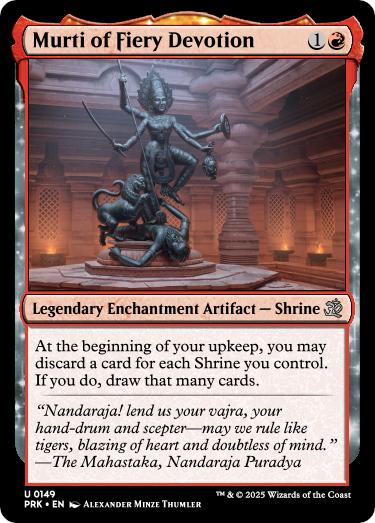 Murti of Fiery Devotion 1
Legendary Enchantment Artifact — Shrine
At the beginning of your upkeep, you may
discard a card for each Shrine you control.
If you do, draw that many cards.
“Nandaraja! lend us your vajra, your
hand-drum and scepter—may we rule like
tigers, blazing of heart and doubtless of mind.”
—The Mahastaka, Nandaraja Puradya
U 0149
PRK • EN ALEXANDER MINZE THUMLER
™ & © 2025 Wizards of the Coast